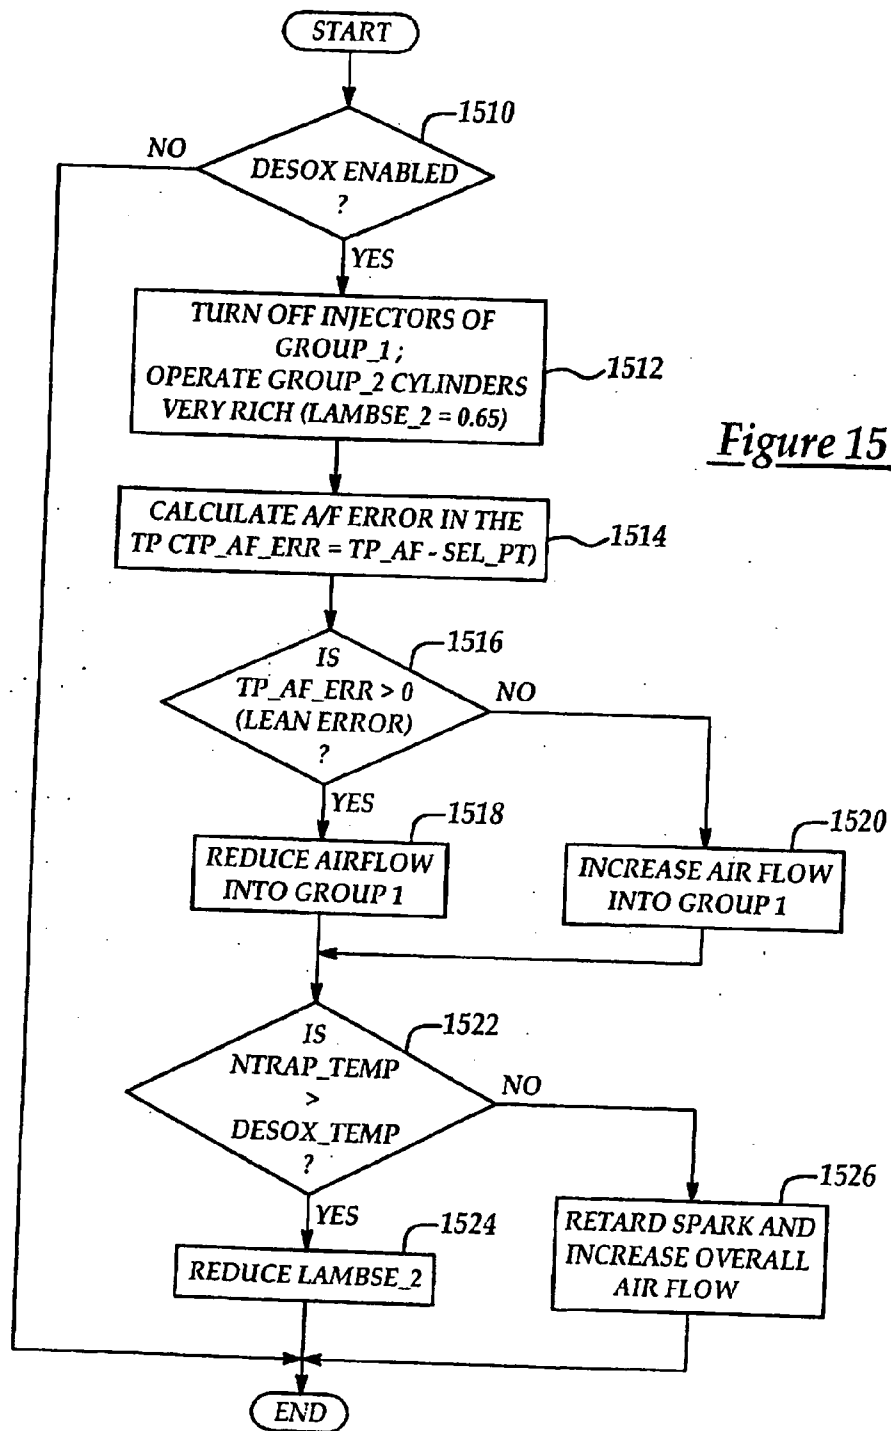 START
1510
NO
DESOX ENABLED
?
YES
TURN OFF INJECTORS OF
GROUP_1 ;
OPERATE GROUP_2 CYLINDERS
VERY RICH (LAMBSE_2 = 0.65)
1512
Figure 15
CALCULATE A/F ERROR IN THE
TP CTP_AF_ERR = TP_AF - SEL_PT)
1514
1516
IS
TP_AF_ERR > 0
(LEAN ERROR)
?
NO
YES
1518
REDUCE AIRFLOW
INTO GROUP 1
1520
INCREASE AIR FLOW
INTO GROUP 1
1522
IS
NTRAP_TEMP
>
DESOX_TEMP
?
NO
YES
1524
REDUCE LAMBSE_2
1526
RETARD SPARK AND
INCREASE OVERALL
AIR FLOW
END